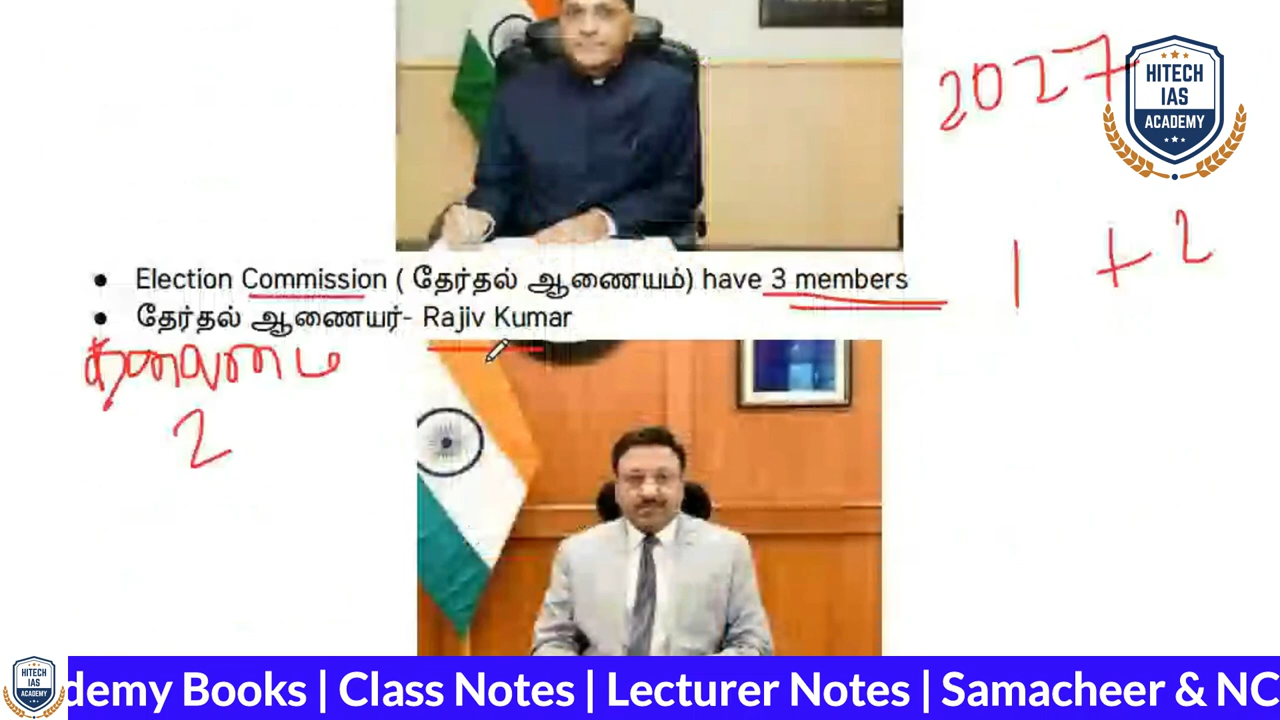 2027
HITECH
IAS
ACADEMY
1 + 2
● Election Commission ( தேர்தல் ஆணையம்) have 3 members
● தேர்தல் ஆணையர்- Rajiv Kumar
தலைமை
2
HITECH
IAS
ACADEMY
demy Books | Class Notes | Lecturer Notes | Samacheer & NC